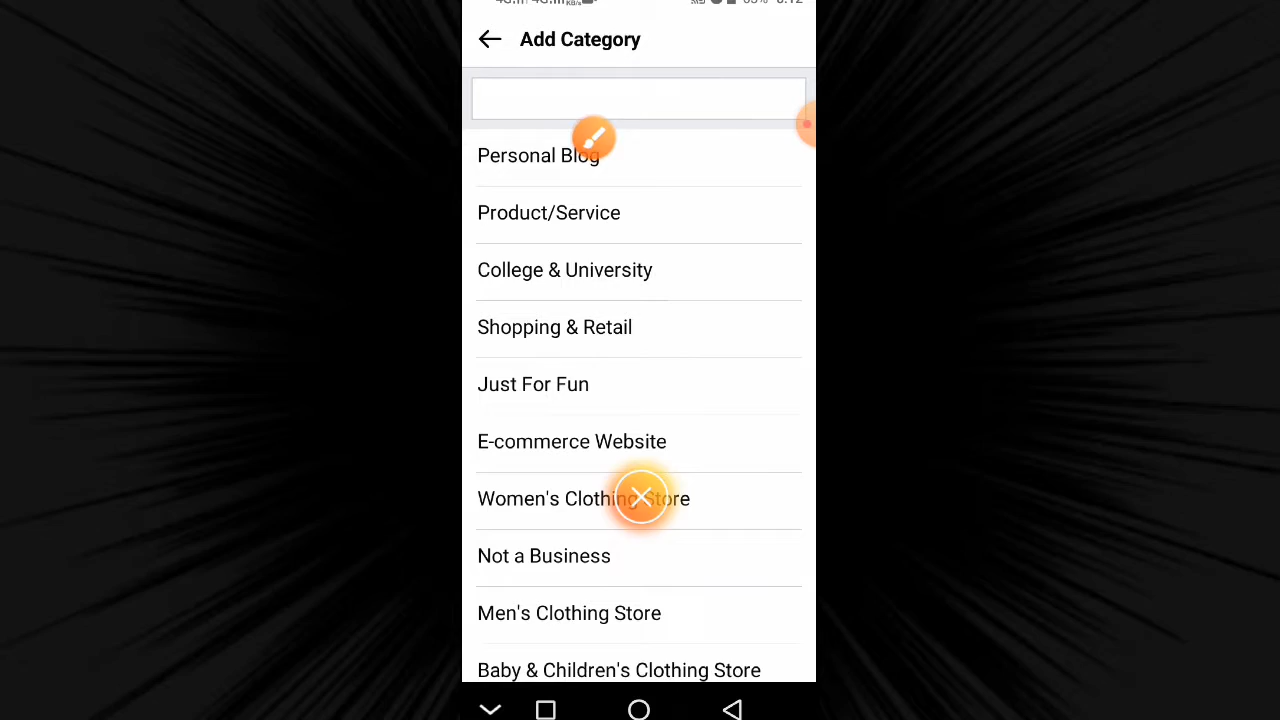 Add Category
Personal Blog
Product/Service
College & University
Shopping & Retail
Just For Fun
E-commerce Website
Women's Clothing Store
Not a Business
Men's Clothing Store
Baby & Children's Clothing Store